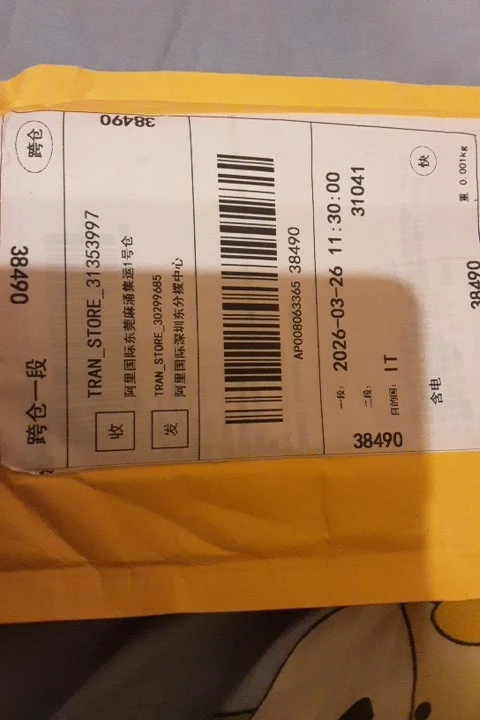 跨仓一段 38490 跨仓
收 TRAN_STORE_31353997
阿里国际东莞麻涌集运1号仓
38490
发 TRAN_STORE_30299685
阿里国际深圳东分拨中心
AP008063365 38490
一段: 2026-03-26 11:30:00
二段: 31041
目的国: IT
快
38490
含电
重 0.001kg
38490